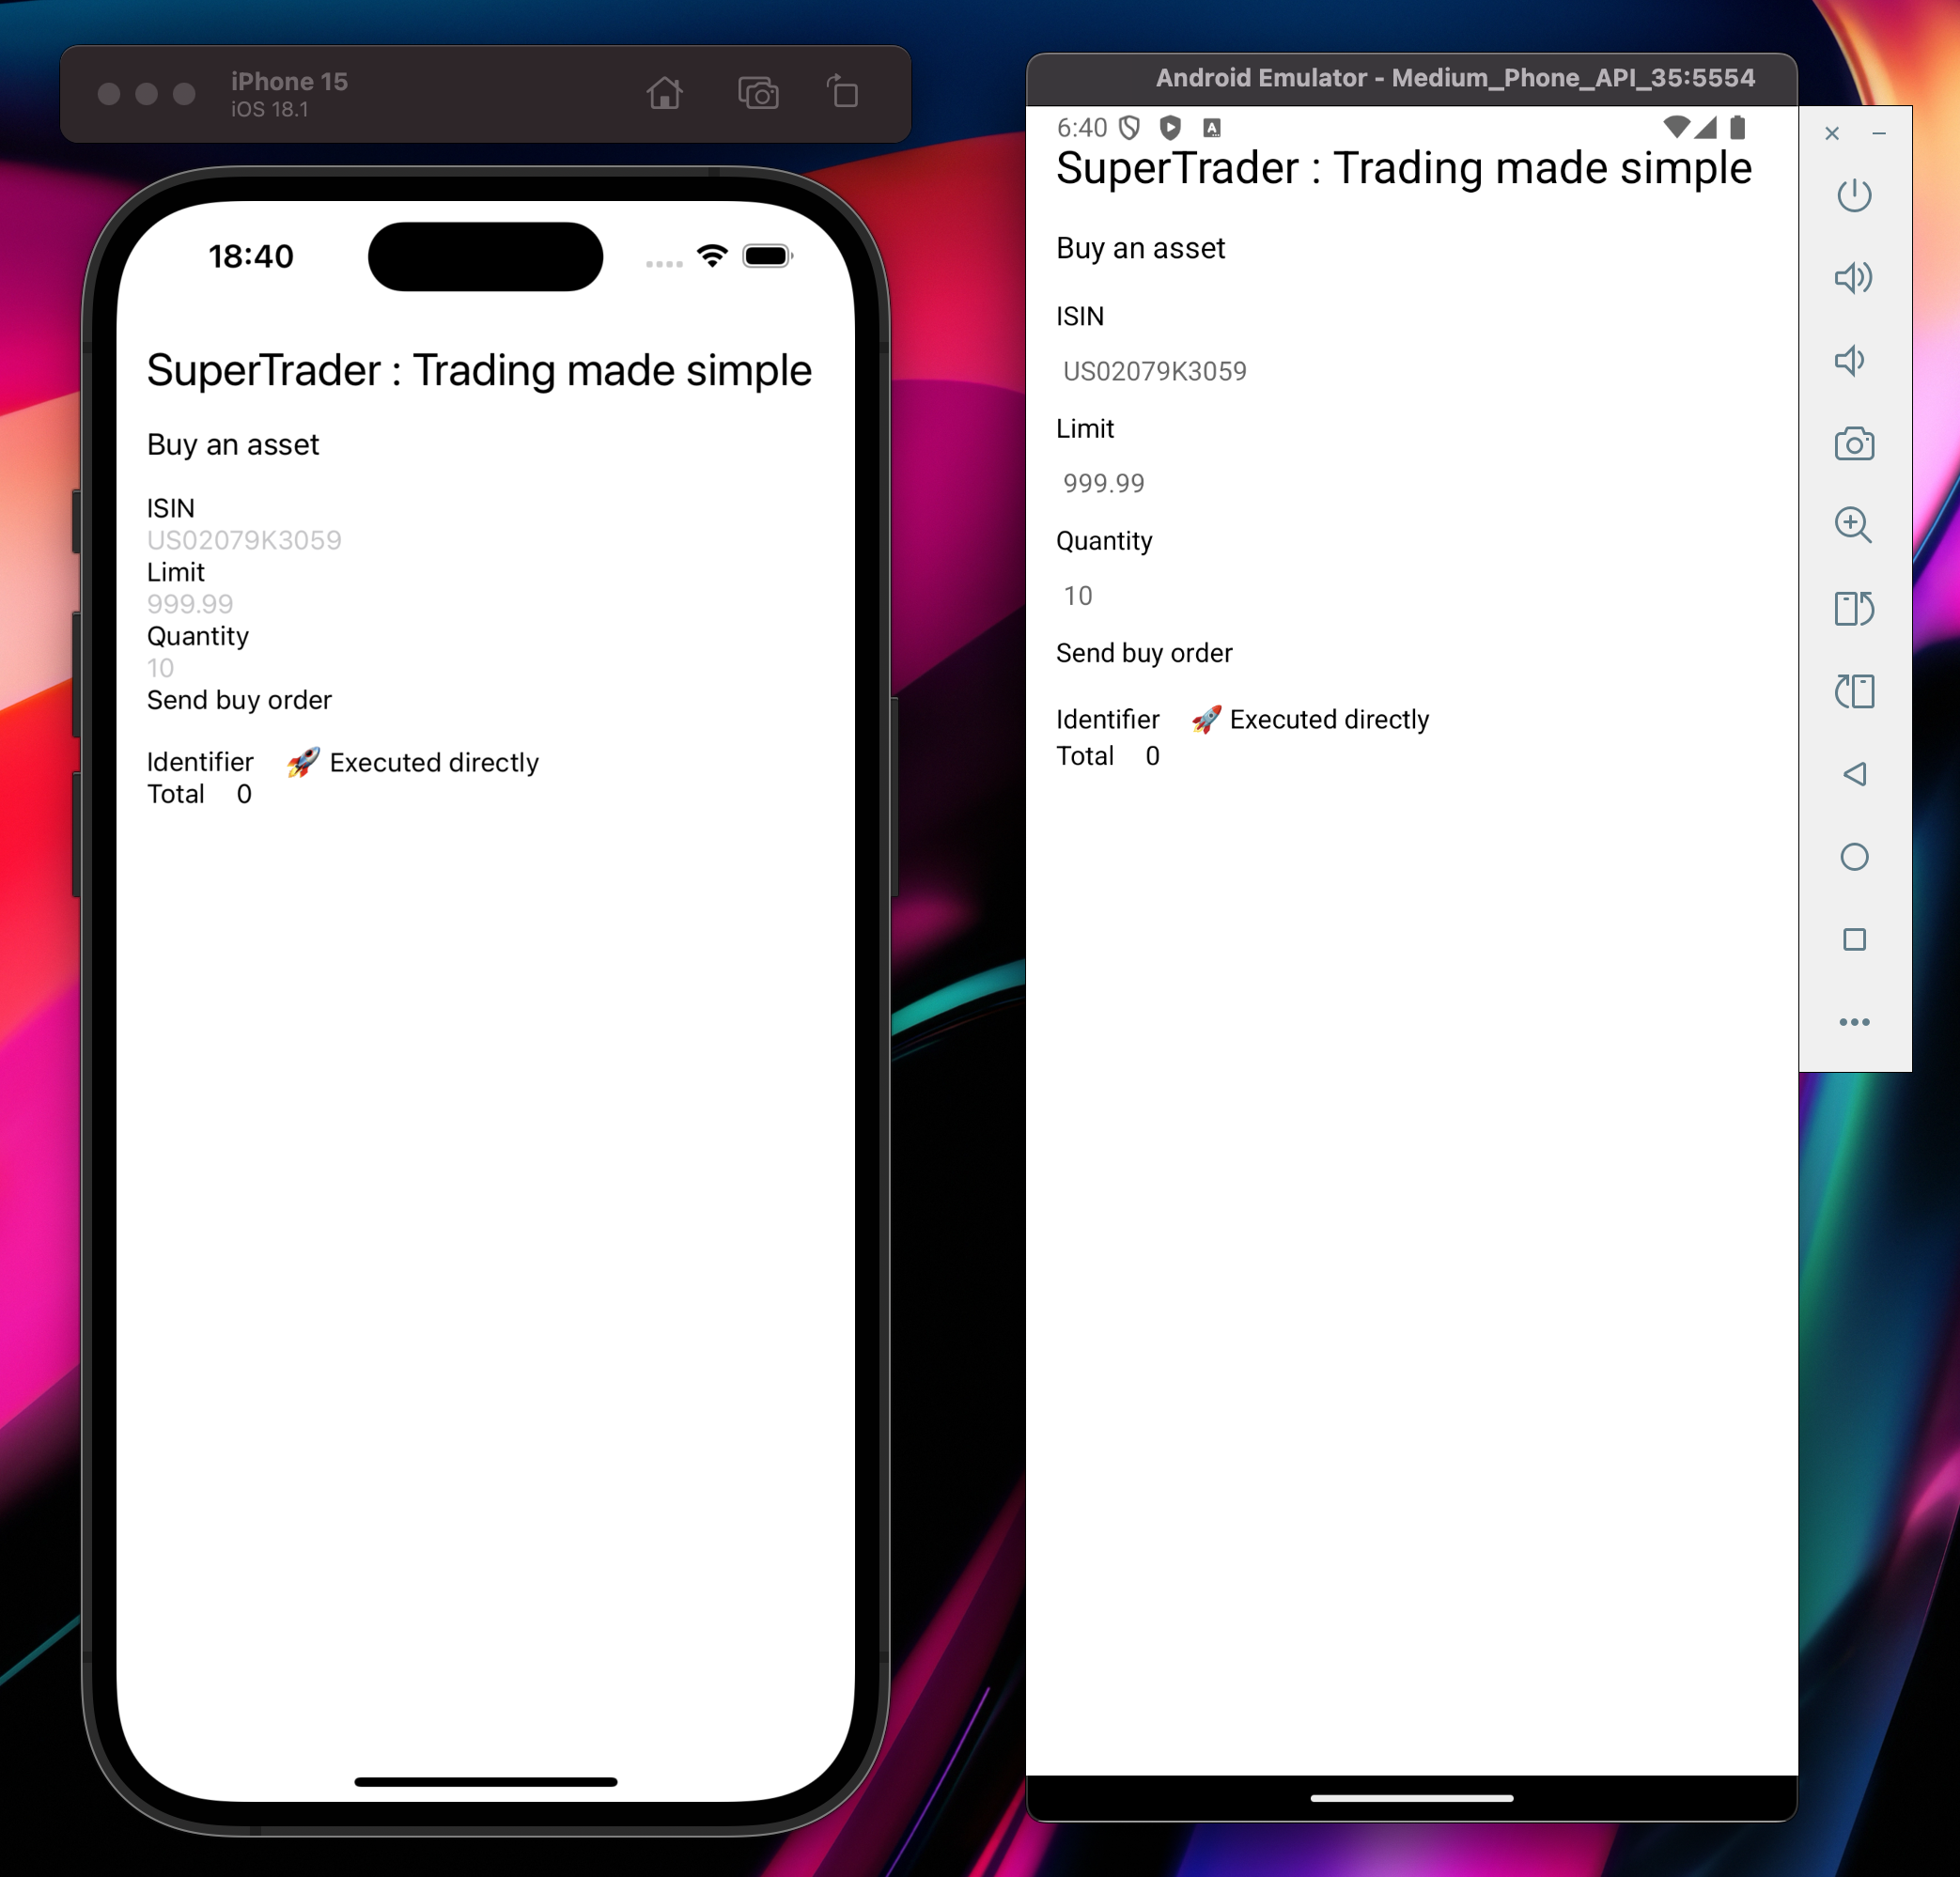 iPhone 15
iOS 18.1
18:40
SuperTrader : Trading made simple
Buy an asset
ISIN
US02079K3059
Limit
999.99
Quantity
10
Send buy order
Identifier 🚀 Executed directly
Total 0
Android Emulator - Medium_Phone_API_35:5554
6:40
A
SuperTrader : Trading made simple
Buy an asset
ISIN
US02079K3059
Limit
999.99
Quantity
10
Send buy order
Identifier 🚀 Executed directly
Total 0